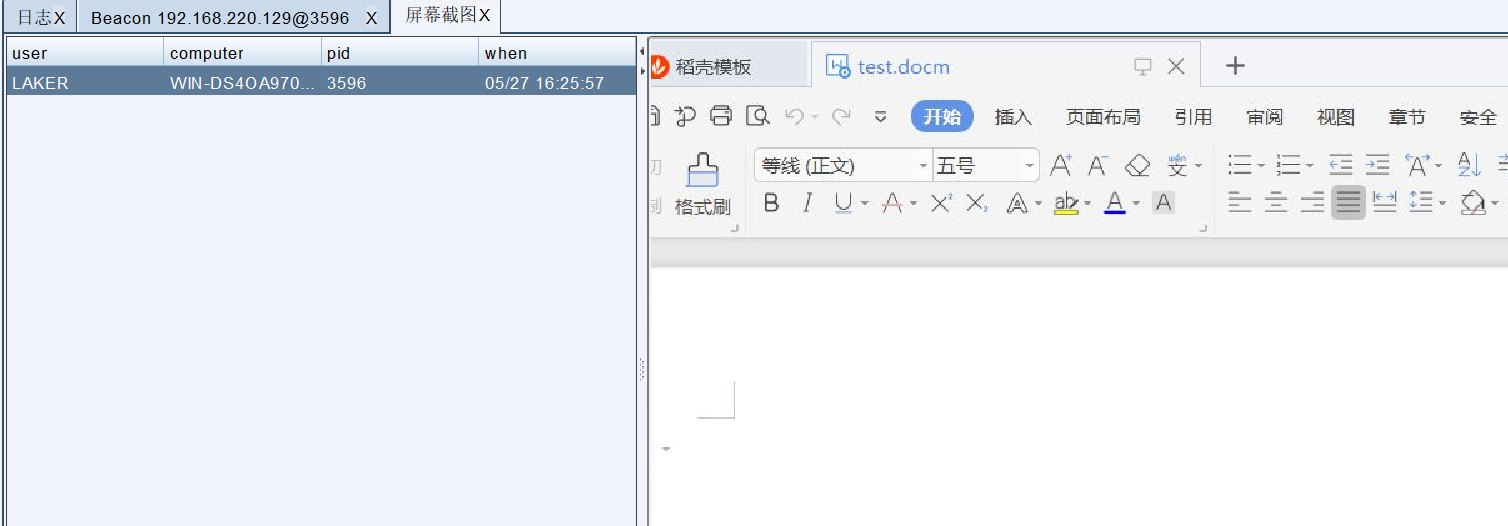 日志X Beacon 192.168.220.129@3596 X 屏幕截图X
user computer pid when
LAKER WIN-DS4OA970... 3596 05/27 16:25:57
稻壳模板 test.docm
开始 插入 页面布局 引用 审阅 视图 章节 安全
等线 (正文) 五号 A+ A- wén 文 A A Z
格式刷 B I U A X² X₂ A ab A A